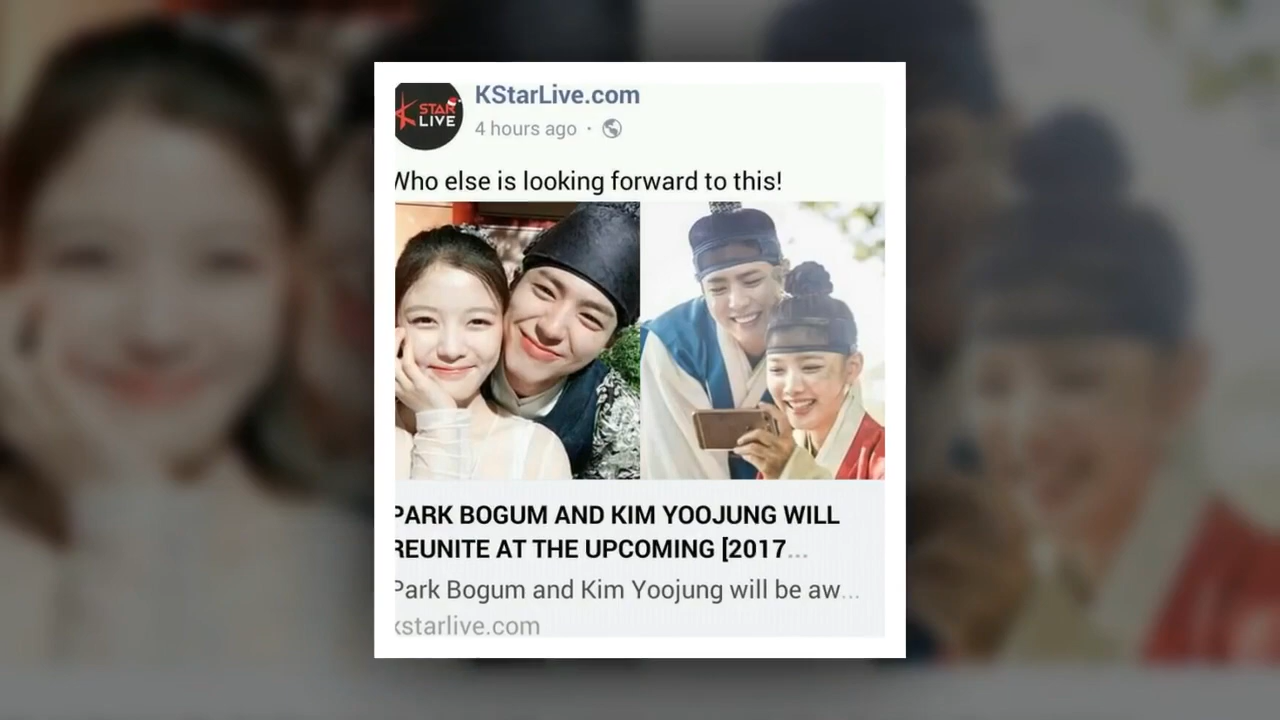 STAR
LIVE
KStarLive.com
4 hours ago ·
Who else is looking forward to this!
PARK BOGUM AND KIM YOOJUNG WILL
REUNITE AT THE UPCOMING [2017...
Park Bogum and Kim Yoojung will be aw...
kstarlive.com